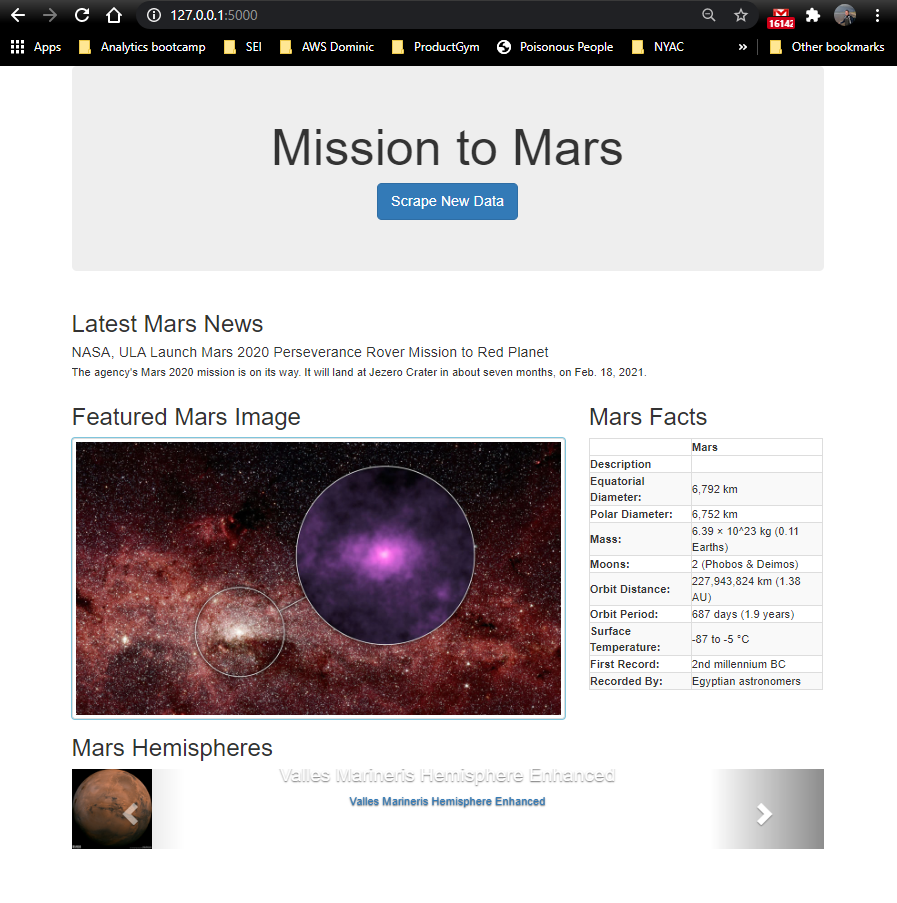 127.0.0.1:5000
16142
Apps Analytics bootcamp SEI AWS Dominic ProductGym Poisonous People NYAC » Other bookmarks
Mission to Mars
Scrape New Data
Latest Mars News
NASA, ULA Launch Mars 2020 Perseverance Rover Mission to Red Planet
The agency's Mars 2020 mission is on its way. It will land at Jezero Crater in about seven months, on Feb. 18, 2021.
Featured Mars Image
Mars Facts
Mars
Description
Equatorial
Diameter:
6,792 km
Polar Diameter: 6,752 km
Mass:
6.39 × 10^23 kg (0.11
Earths)
Moons: 2 (Phobos & Deimos)
Orbit Distance:
227,943,824 km (1.38
AU)
Orbit Period: 687 days (1.9 years)
Surface
Temperature:
-87 to -5 °C
First Record: 2nd millennium BC
Recorded By: Egyptian astronomers
Mars Hemispheres
Valles Marineris Hemisphere Enhanced
Valles Marineris Hemisphere Enhanced